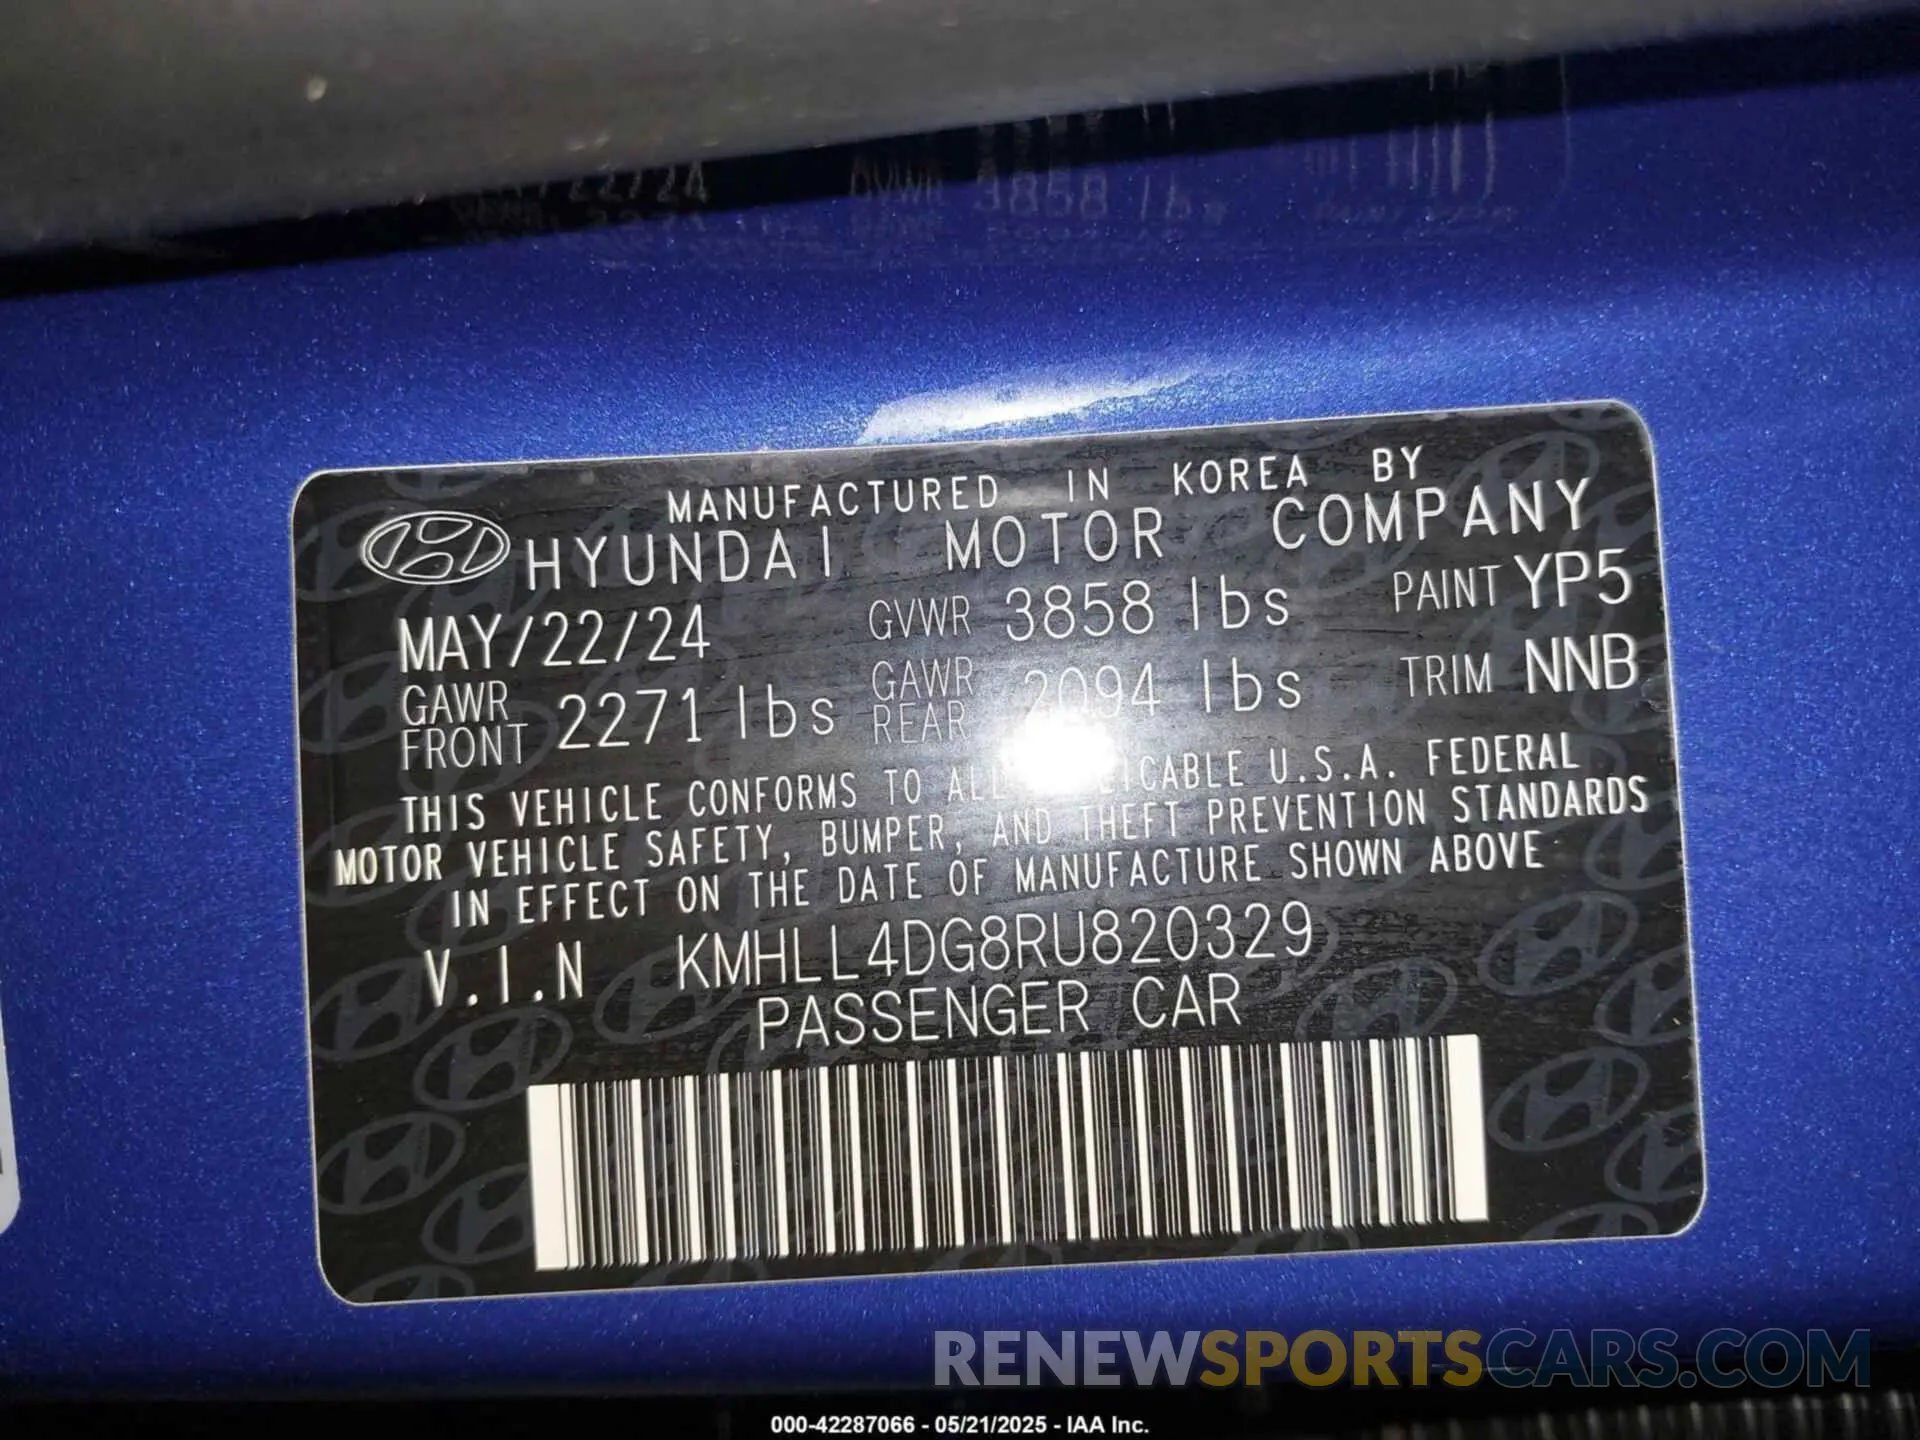 MANUFACTURED IN KOREA BY
HYUNDAI MOTOR COMPANY
MAY/22/24 GVWR 3858 lbs PAINT YP5
GAWR FRONT 2271 lbs GAWR REAR 2094 lbs TRIM NNB
THIS VEHICLE CONFORMS TO ALL U.S.A. FEDERAL
MOTOR VEHICLE SAFETY, BUMPER, AND THEFT PREVENTION STANDARDS
IN EFFECT ON THE DATE OF MANUFACTURE SHOWN ABOVE
V.I.N KMHLL4DG8RU820329
PASSENGER CAR
RENEWSPORTSCARS.COM
000-42287066 - 05/21/2025 - IAA Inc.